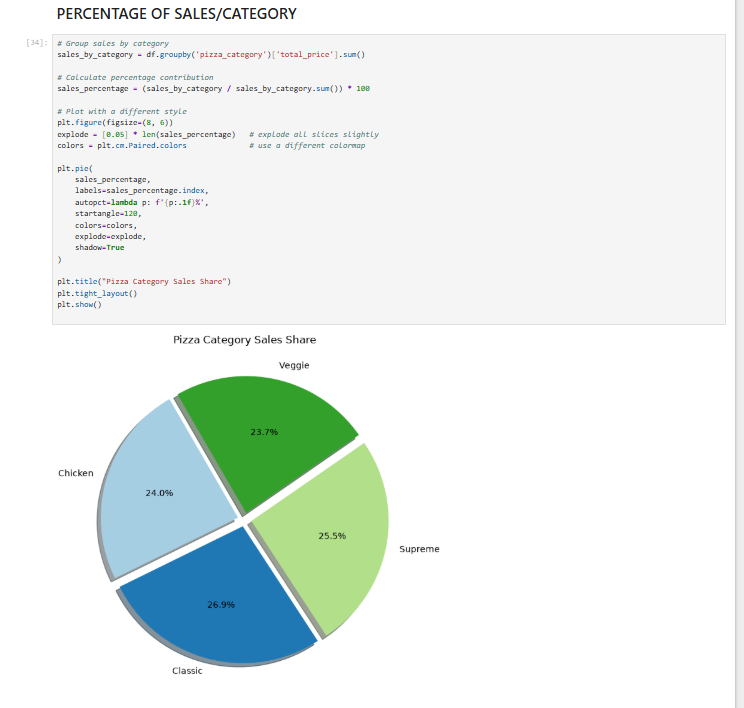 PERCENTAGE OF SALES/CATEGORY
[34]:
# Group sales by category
sales_by_category = df.groupby('pizza_category')['total_price'].sum()
# Calculate percentage contribution
sales_percentage = (sales_by_category / sales_by_category.sum()) * 100
# Plot with a different style
plt.figure(figsize=(8, 6))
explode = [0.05] * len(sales_percentage)   # explode all slices slightly
colors = plt.cm.Paired.colors              # use a different colormap
plt.pie(
    sales_percentage,
    labels=sales_percentage.index,
    autopct=lambda p: f'{p:.1f}%',
    startangle=120,
    colors=colors,
    explode=explode,
    shadow=True
)
plt.title("Pizza Category Sales Share")
plt.tight_layout()
plt.show()
Pizza Category Sales Share
Veggie
23.7%
Chicken
24.0%
25.5%
Supreme
26.9%
Classic